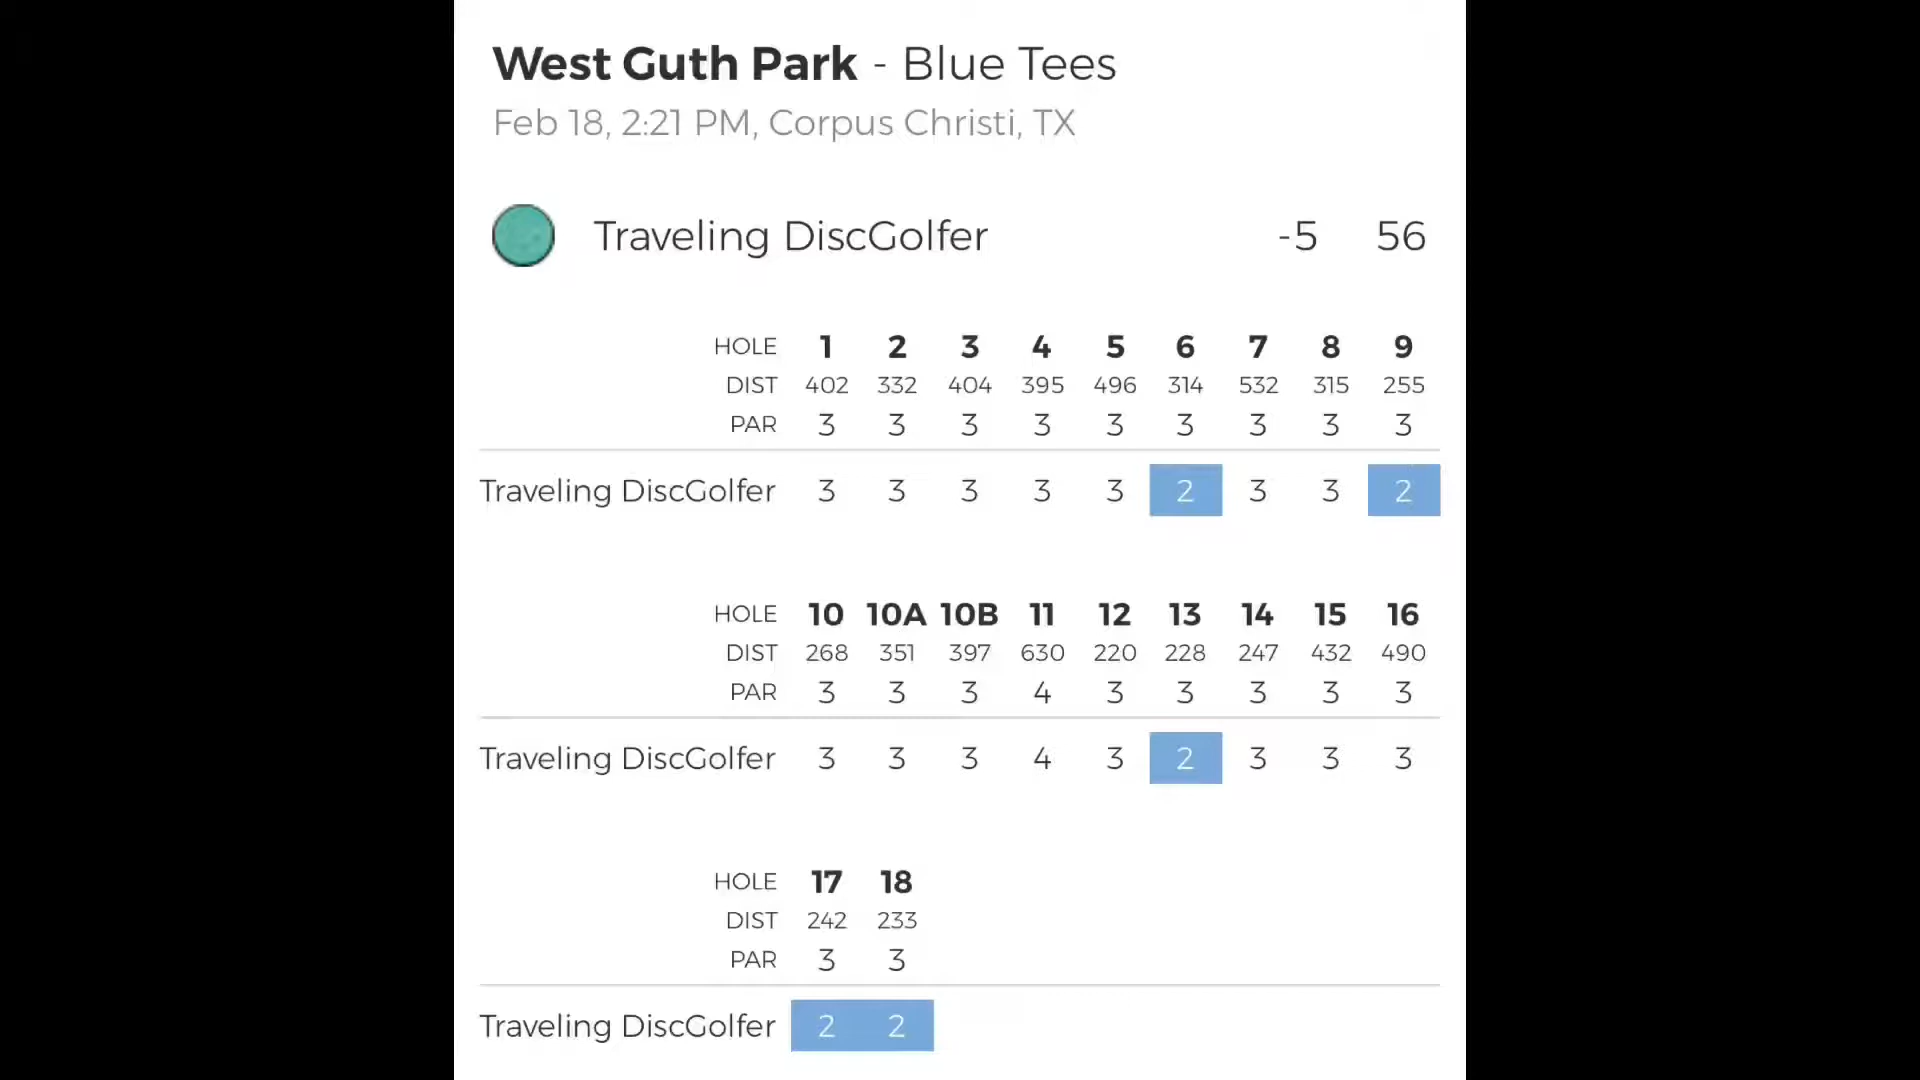 West Guth Park - Blue Tees
Feb 18, 2:21 PM, Corpus Christi, TX
Traveling DiscGolfer -5 56
HOLE 1 2 3 4 5 6 7 8 9
DIST 402 332 404 395 496 314 532 315 255
PAR 3 3 3 3 3 3 3 3 3
Traveling DiscGolfer 3 3 3 3 3 2 3 3 2
HOLE 10 10A 10B 11 12 13 14 15 16
DIST 268 351 397 630 220 228 247 432 490
PAR 3 3 3 4 3 3 3 3 3
Traveling DiscGolfer 3 3 3 4 3 2 3 3 3
HOLE 17 18
DIST 242 233
PAR 3 3
Traveling DiscGolfer 2 2